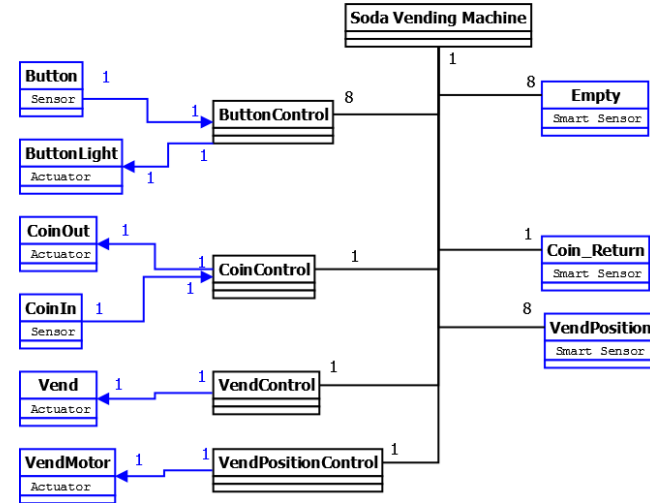 Soda Vending Machine
1
Button
Sensor
1
1
ButtonControl
8
8
Empty
Smart Sensor
ButtonLight
Actuator
1
1
CoinOut
Actuator
1
1
CoinControl
1
1
Coin_Return
Smart Sensor
CoinIn
Sensor
1
1
8
VendPosition
Smart Sensor
Vend
Actuator
1
1
VendControl
1
VendMotor
Actuator
1
1
VendPositionControl
1